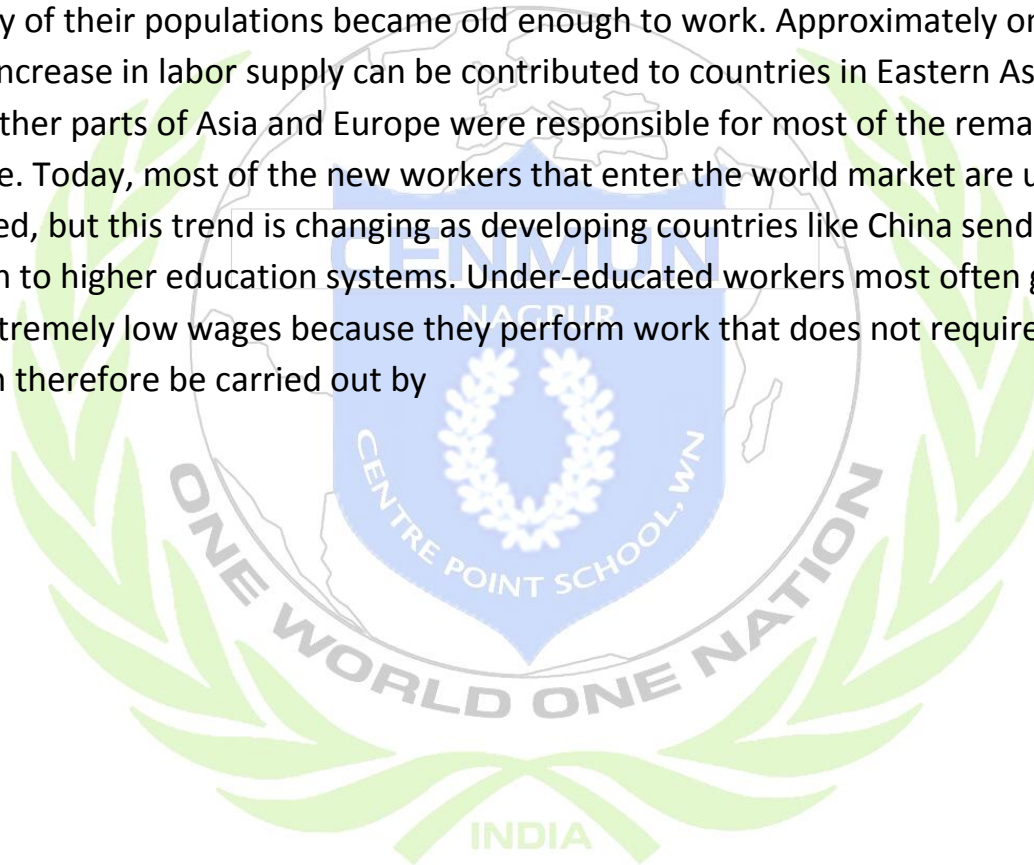 y of their populations became old enough to work. Approximately or
ncrease in labor supply can be contributed to countries in Eastern As
ther parts of Asia and Europe were responsible for most of the rema
e. Today, most of the new workers that enter the world market are u
ed, but this trend is changing as developing countries like China send
n to higher education systems. Under-educated workers most often g
tremely low wages because they perform work that does not require
n therefore be carried out by
CENMUN
NAGPUR
CENTRE POINT SCHOOL, WN
ONE WORLD ONE NATION
INDIA